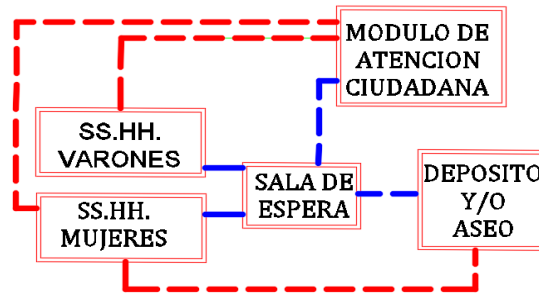 MODULO DE
ATENCION
CIUDADANA
SS.HH.
VARONES
SALA DE
ESPERA
DEPOSITO
Y/O
ASEO
SS.HH.
MUJERES